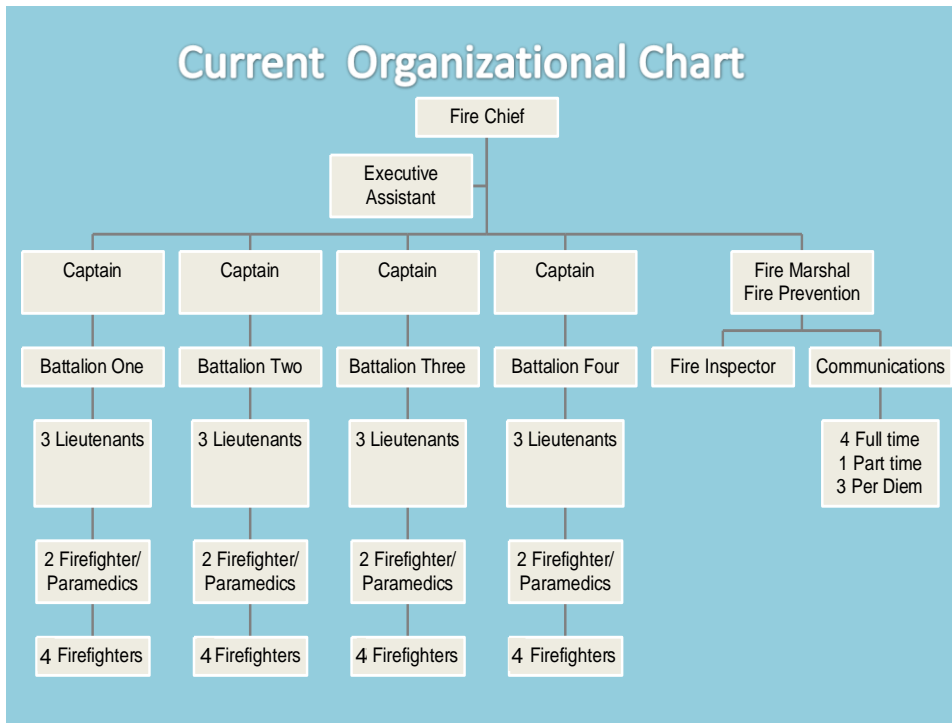 Current Organizational Chart
Fire Chief
Executive
Assistant
Captain
Captain
Captain
Captain
Fire Marshal
Fire Prevention
Battalion One
Battalion Two
Battalion Three
Battalion Four
Fire Inspector
Communications
3 Lieutenants
3 Lieutenants
3 Lieutenants
3 Lieutenants
4 Full time
1 Part time
3 Per Diem
2 Firefighter/
Paramedics
2 Firefighter/
Paramedics
2 Firefighter/
Paramedics
2 Firefighter/
Paramedics
4 Firefighters
4 Firefighters
4 Firefighters
4 Firefighters